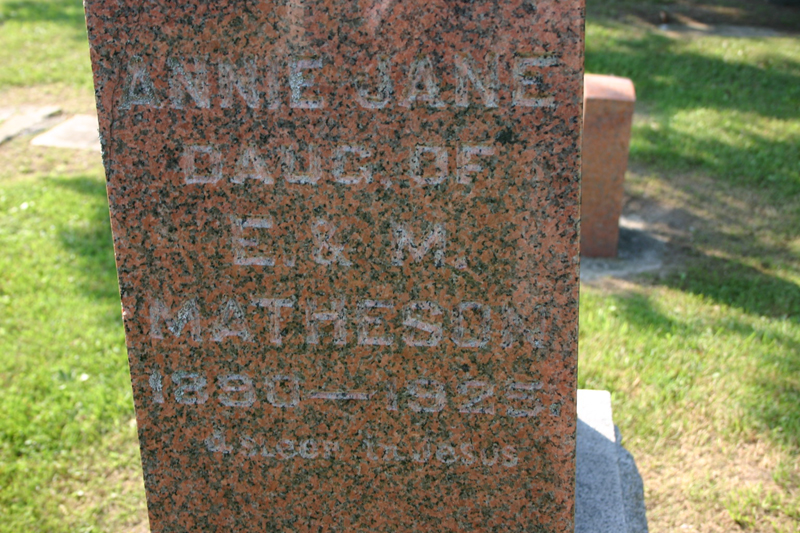 ANNIE JANE
DAUG. OF
E. & M.
MATHESON
1890—1925.
Asleep in Jesus